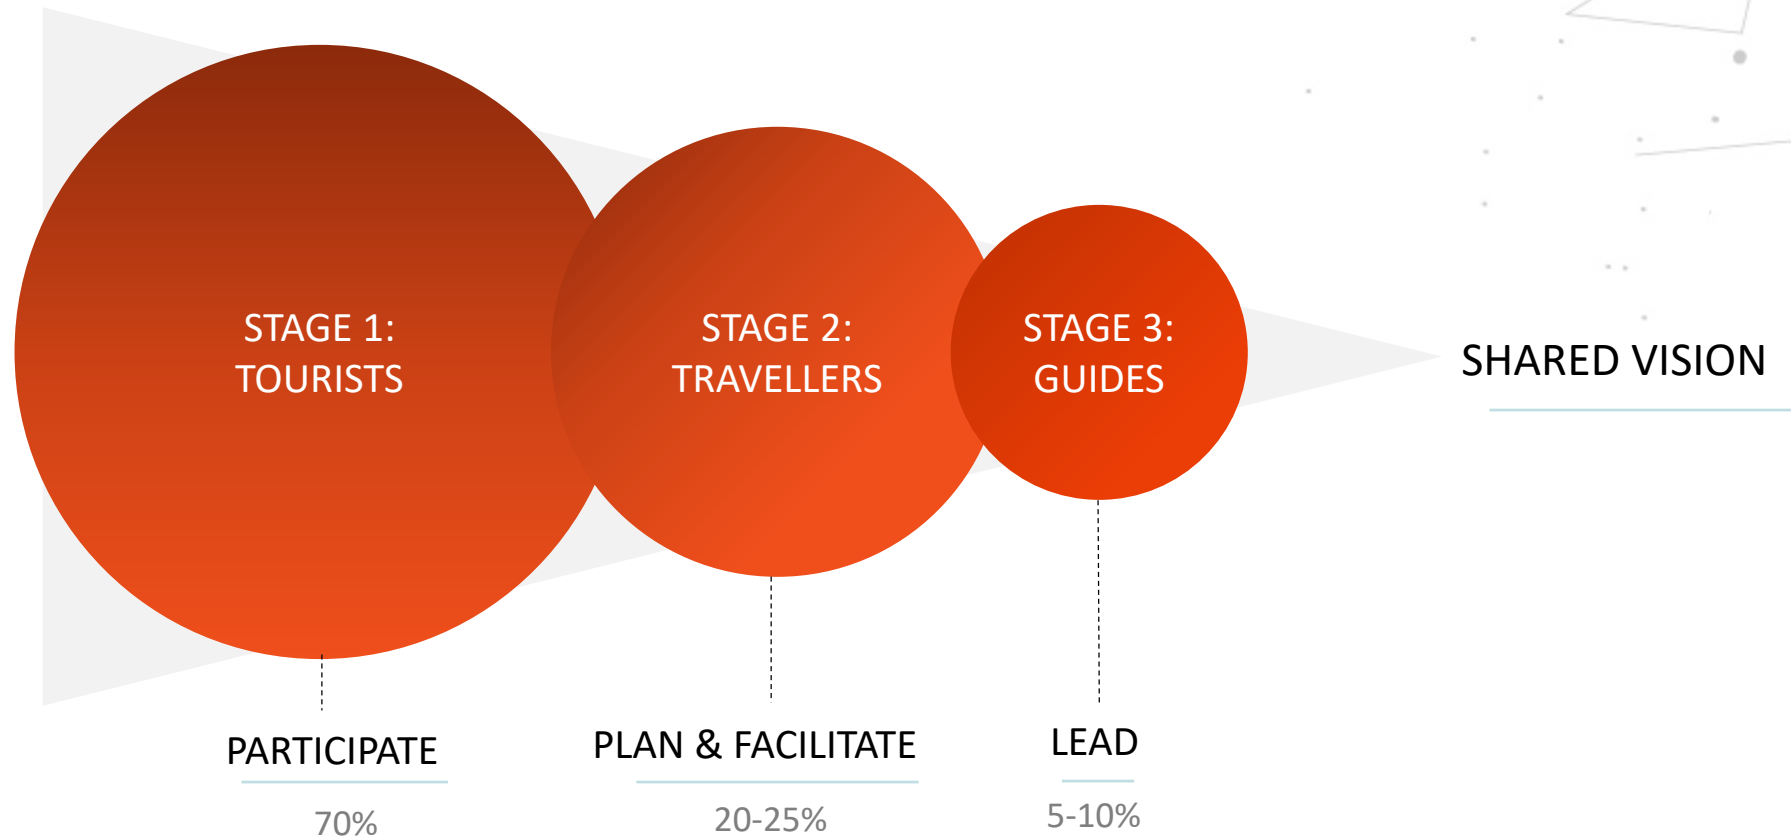 STAGE 1:
TOURISTS
STAGE 2:
TRAVELLERS
STAGE 3:
GUIDES
SHARED VISION
PARTICIPATE
70%
PLAN & FACILITATE
20-25%
LEAD
5-10%